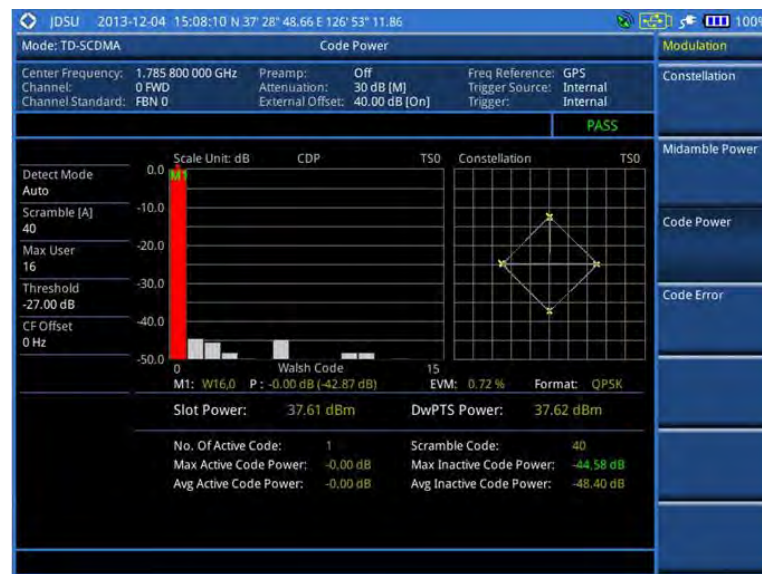 JDSU 2013-12-04 15:08:10 N 37' 28" 48.66 E 126' 53" 11.86 100%
Mode: TD-SCDMA Code Power Modulation
Center Frequency: 1.785 800 000 GHz Preamp: Off Freq Reference: GPS
Channel: 0 FWD Attenuation: 30 dB [M] Trigger Source: Internal
Channel Standard: FBN 0 External Offset: 40.00 dB [On] Trigger: Internal
Constellation
PASS
Midamble Power
Code Power
Code Error
Detect Mode
Auto
Scramble [A]
40
Max User
16
Threshold
-27.00 dB
CF Offset
0 Hz
Scale Unit: dB CDP TS0 Constellation TS0
0.0 M1
-10.0
-20.0
-30.0
-40.0
-50.0
0 Walsh Code 15
M1: W16,0 P : -0.00 dB (-42.87 dB) EVM: 0.72 % Format: QPSK
Slot Power: 37.61 dBm DwPTS Power: 37.62 dBm
No. Of Active Code: 1 Scramble Code: 40
Max Active Code Power: -0,00 dB Max Inactive Code Power: -44,58 dB
Avg Active Code Power: -0,00 dB Avg Inactive Code Power: -48.40 dB